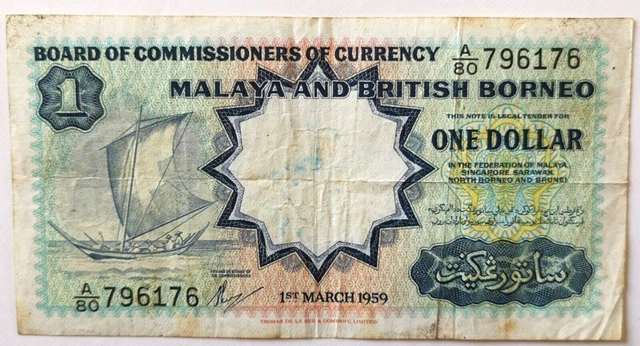 BOARD OF COMMISSIONERS OF CURRENCY A/80 796176
1
MALAYA AND BRITISH BORNEO
THIS NOTE IS LEGAL TENDER FOR
ONE DOLLAR
IN THE FEDERATION OF MALAYA,
SINGAPORE, SARAWAK,
NORTH BORNEO AND BRUNEI
ساتو رڠݢيت
A/80 796176
1ST MARCH 1959
THOMAS DE LA RUE & COMPANY, LIMITED